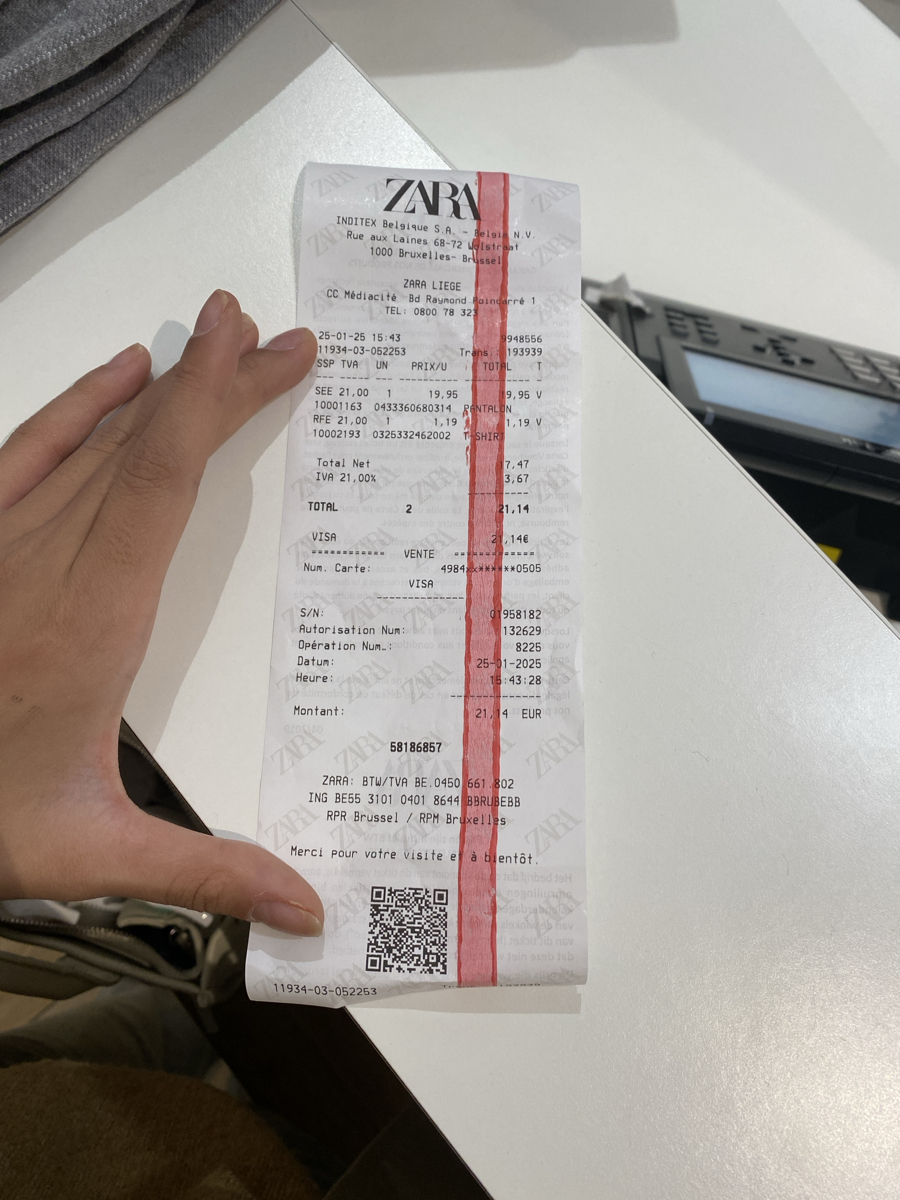 ZARA
INDITEX Belgique S.A. - Belgie N.V.
Rue aux Laines 68-72 Wolstraat
1000 Bruxelles- Brussel
ZARA LIEGE
CC Médiacité Bd Raymond Poincarré 1
TEL: 0800 78 323
25-01-25 15:43 9948556
11934-03-052253 Trans.: 193939
SSP TVA UN PRIX/U TOTAL T
SEE 21,00 1 19,95 19,95 V
10001163 0433360680314 PANTALON
RFE 21,00 1 1,19 1,19 V
10002193 0325332462002 T-SHIRT
Total Net 7,47
IVA 21,00% 3,67
TOTAL 2 21,14
VISA 21,14€
============ VENTE ============
Num. Carte: 4984********0505
VISA
S/N: 01958182
Autorisation Num: 132629
Opération Num.: 8225
Datum: 25-01-2025
Heure: 15:43:28
Montant: 21,14 EUR
58186857
ZARA: BTW/TVA BE.0450.661.802
ING BE55 3101 0401 8644 BBRUBEBB
RPR Brussel / RPM Bruxelles
Merci pour votre visite et à bientôt.
11934-03-052253